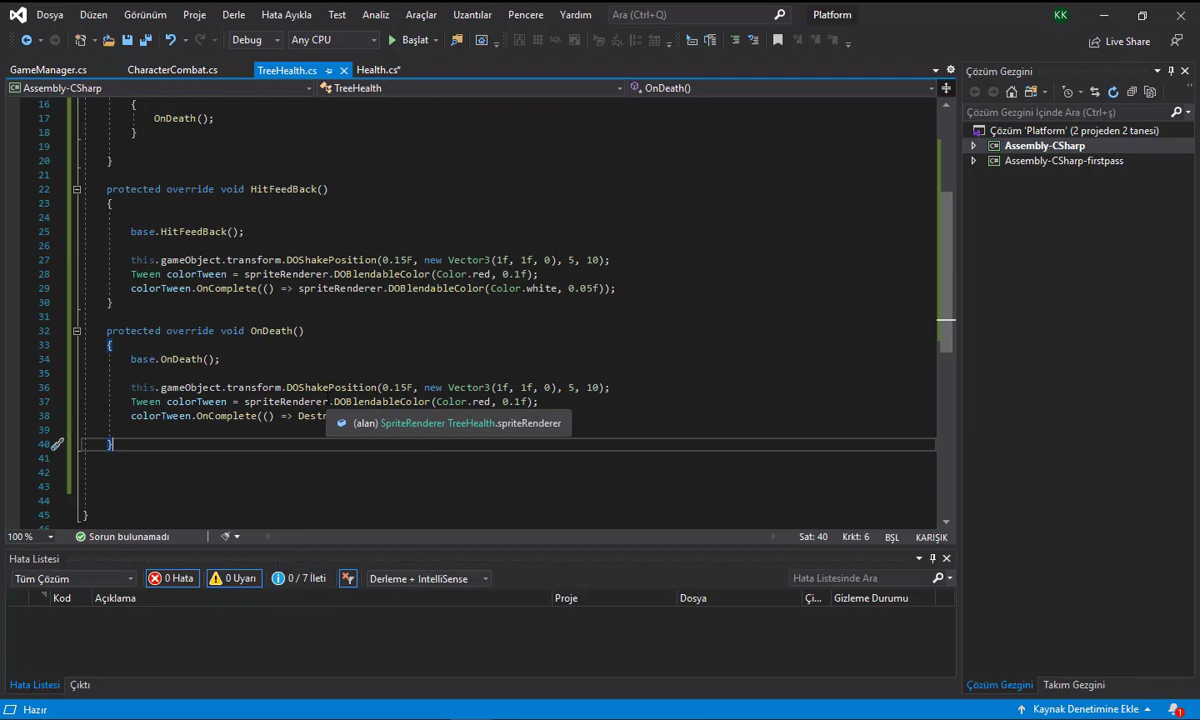 Dosya Düzen Görünüm Proje Derle Hata Ayıkla Test Analiz Araçlar Uzantılar Pencere Yardım Ara (Ctrl+Q) Platform KK
Debug Any CPU Başlat Live Share
GameManager.cs CharacterCombat.cs TreeHealth.cs Health.cs*
Assembly-CSharp TreeHealth OnDeath()
16 {
17 OnDeath();
18 }
19
20 }
21
22 protected override void HitFeedBack()
23 {
24
25 base.HitFeedBack();
26
27 this.gameObject.transform.DOShakePosition(0.15F, new Vector3(1f, 1f, 0), 5, 10);
28 Tween colorTween = spriteRenderer.DOBlendableColor(Color.red, 0.1f);
29 colorTween.OnComplete(() => spriteRenderer.DOBlendableColor(Color.white, 0.05f));
30 }
31
32 protected override void OnDeath()
33 {
34 base.OnDeath();
35
36 this.gameObject.transform.DOShakePosition(0.15F, new Vector3(1f, 1f, 0), 5, 10);
37 Tween colorTween = spriteRenderer.DOBlendableColor(Color.red, 0.1f);
38 colorTween.OnComplete(() => Destr
(alan) SpriteRenderer TreeHealth.spriteRenderer
39
40 }
41
42
43
44
45 }
100 % Sorun bulunamadı Sat: 40 Krkt: 6 BŞL KARIŞIK
Hata Listesi
Tüm Çözüm 0 Hata 0 Uyarı 0 / 7 İleti Derleme + IntelliSense Hata Listesinde Ara
Kod Açıklama Proje Dosya Çi... Gizleme Durumu
Hata Listesi Çıktı
Çözüm Gezgini
Çözüm Gezgini İçinde Ara (Ctrl+ş)
Çözüm 'Platform' (2 projeden 2 tanesi)
Assembly-CSharp
Assembly-CSharp-firstpass
Çözüm Gezgini Takım Gezgini
Hazır Kaynak Denetimine Ekle 1